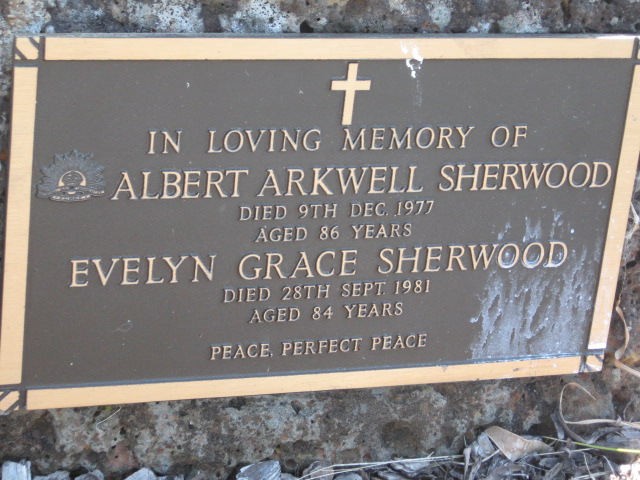 IN LOVING MEMORY OF
ALBERT ARKWELL SHERWOOD
DIED 9TH DEC. 1977
AGED 86 YEARS
EVELYN GRACE SHERWOOD
DIED 28TH SEPT. 1981
AGED 84 YEARS
PEACE, PERFECT PEACE